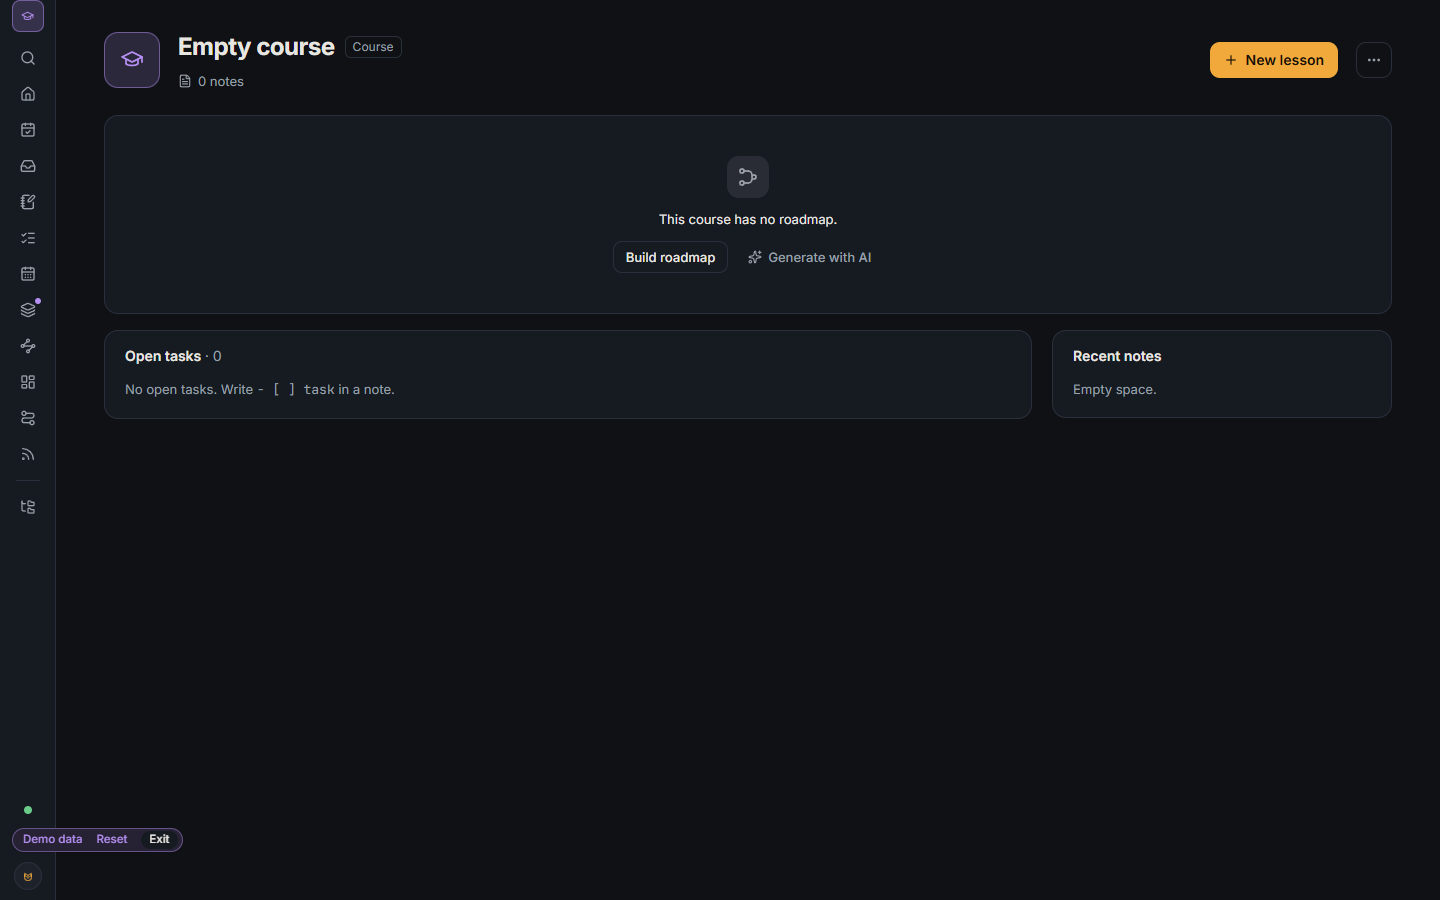 Empty course
Course
0 notes
New lesson
This course has no roadmap.
Build roadmap
Generate with AI
Open tasks · 0
No open tasks. Write - [ ] task in a note.
Recent notes
Empty space.
Demo data
Reset
Exit